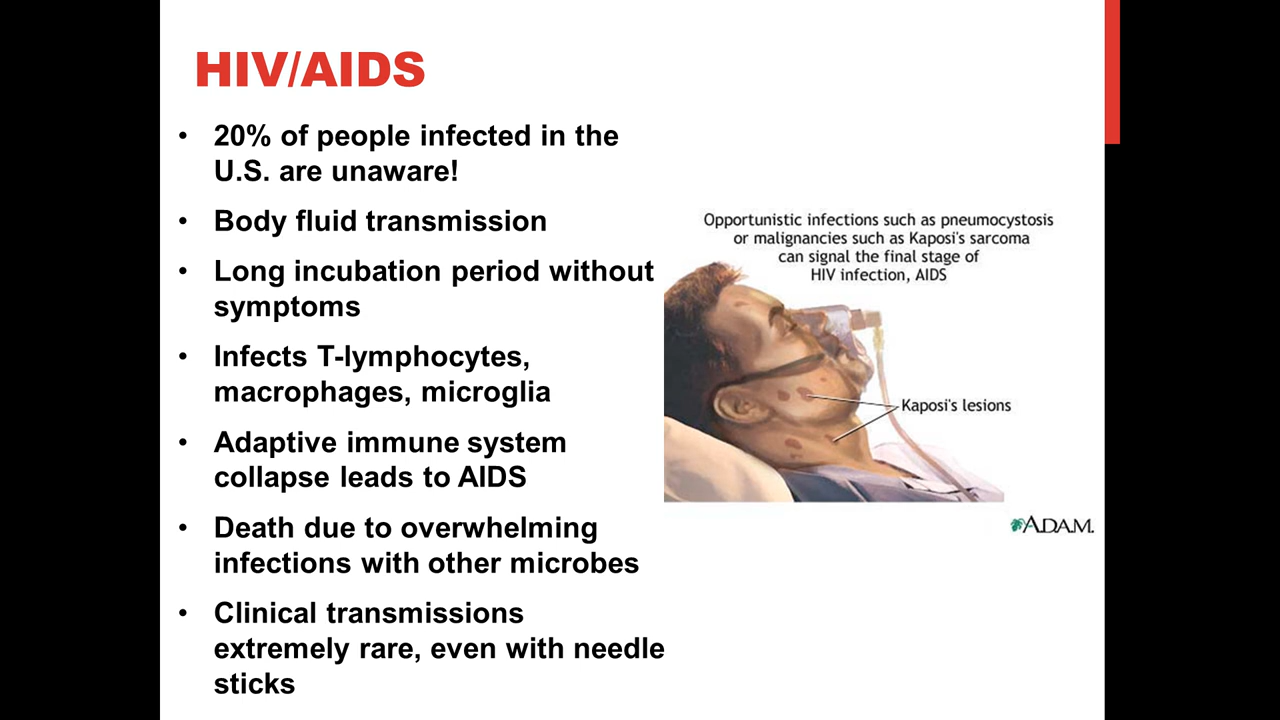 HIV/AIDS
• 20% of people infected in the
U.S. are unaware!
• Body fluid transmission
• Long incubation period without
symptoms
• Infects T-lymphocytes,
macrophages, microglia
• Adaptive immune system
collapse leads to AIDS
• Death due to overwhelming
infections with other microbes
• Clinical transmissions
extremely rare, even with needle
sticks
Opportunistic infections such as pneumocystosis
or malignancies such as Kaposi's sarcoma
can signal the final stage of
HIV infection, AIDS
Kaposi's lesions
ADAM.